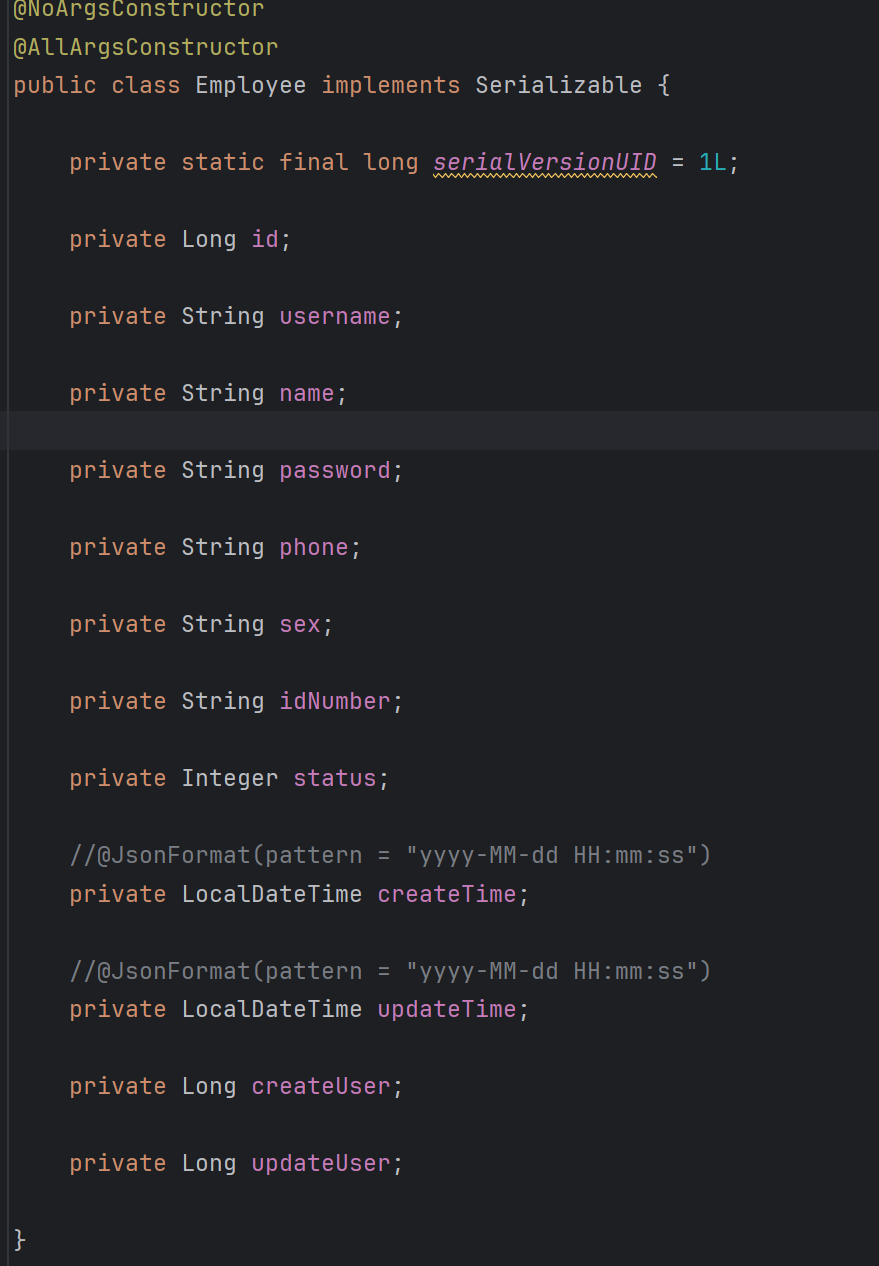 @NoArgsConstructor
@AllArgsConstructor
public class Employee implements Serializable {
private static final long serialVersionUID = 1L;
private Long id;
private String username;
private String name;
private String password;
private String phone;
private String sex;
private String idNumber;
private Integer status;
//@JsonFormat(pattern = "yyyy-MM-dd HH:mm:ss")
private LocalDateTime createTime;
//@JsonFormat(pattern = "yyyy-MM-dd HH:mm:ss")
private LocalDateTime updateTime;
private Long createUser;
private Long updateUser;
}